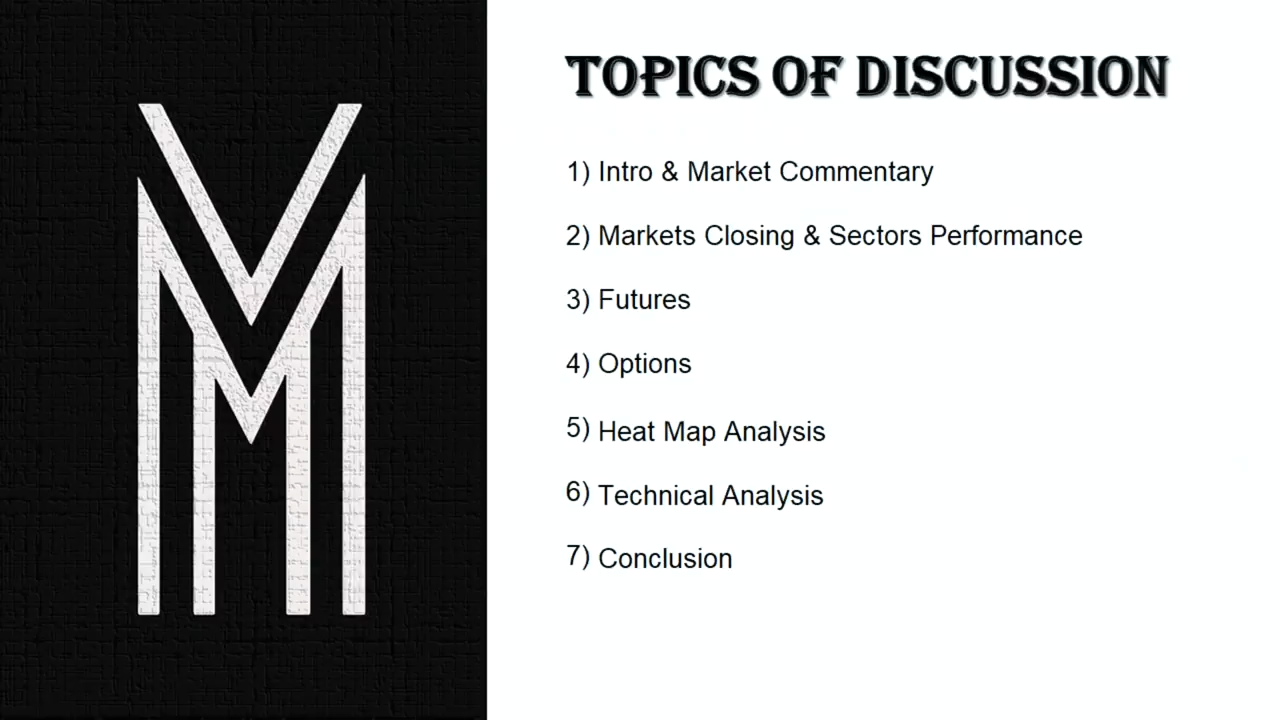 TOPICS OF DISCUSSION
1) Intro & Market Commentary
2) Markets Closing & Sectors Performance
3) Futures
4) Options
5) Heat Map Analysis
6) Technical Analysis
7) Conclusion